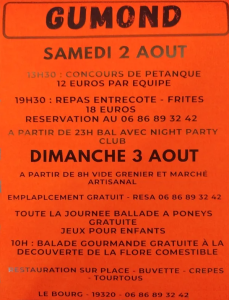 GUMOND
SAMEDI 2 AOUT
13H30 : CONCOURS DE PETANQUE
12 EUROS PAR EQUIPE
19H30 : REPAS ENTRECOTE - FRITES
18 EUROS
RESERVATION AU 06 86 89 32 42
A PARTIR DE 23H BAL AVEC NIGHT PARTY
CLUB
DIMANCHE 3 AOUT
A PARTIR DE 8H VIDE GRENIER ET MARCHÉ
ARTISANAL
EMPLAPLCEMENT GRATUIT - RESA 06 86 89 32 42
TOUTE LA JOURNEE BALLADE A PONEYS
GRATUITE
JEUX POUR ENFANTS
10H : BALADE GOURMANDE GRATUITE À LA
DECOUVERTE DE LA FLORE COMESTIBLE
RESTAURATION SUR PLACE - BUVETTE - CREPES
- TOURTOUS
LE BOURG - 19320 - 06 86 89 32 42